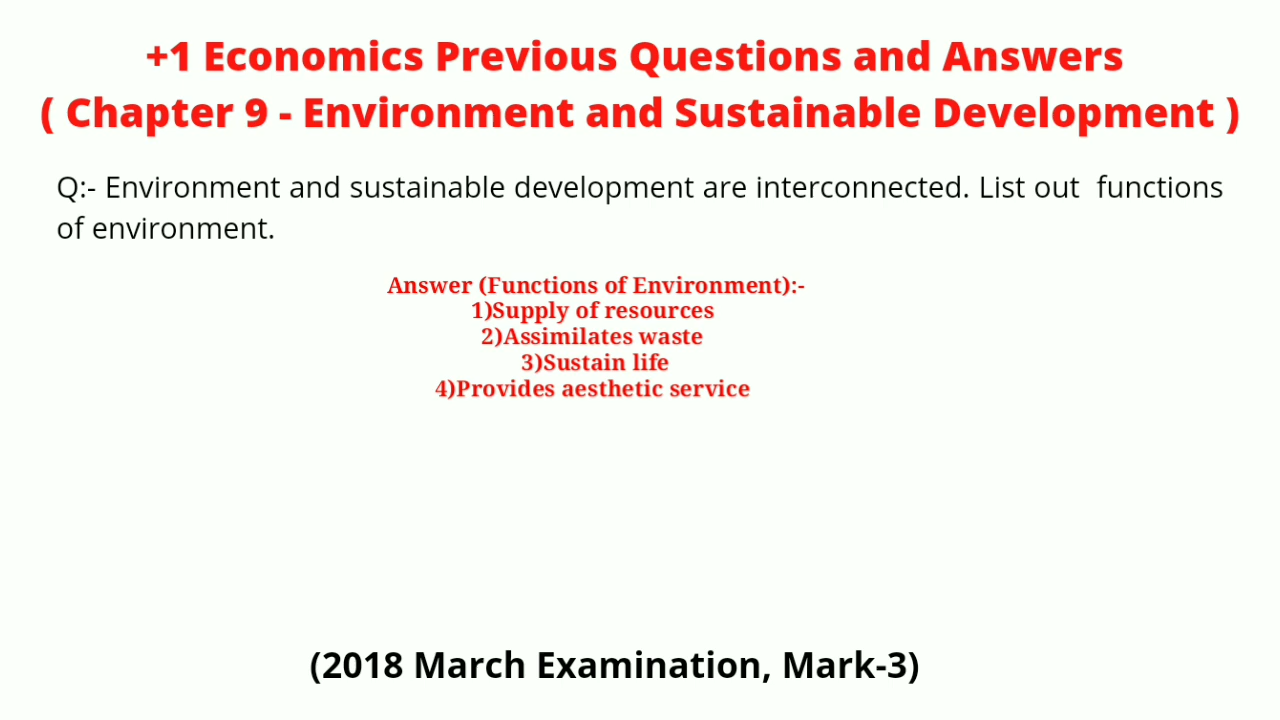 +1 Economics Previous Questions and Answers
( Chapter 9 - Environment and Sustainable Development )
Q:- Environment and sustainable development are interconnected. List out  functions
of environment.
Answer (Functions of Environment):-
1)Supply of resources
2)Assimilates waste
3)Sustain life
4)Provides aesthetic service
(2018 March Examination, Mark-3)